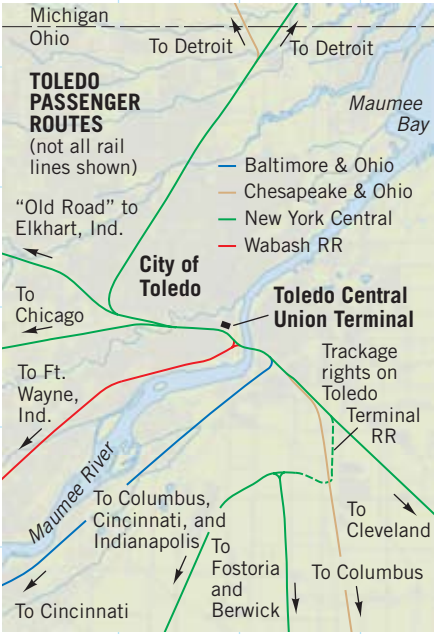 Michigan
Ohio
To Detroit
To Detroit
TOLEDO
PASSENGER
ROUTES
(not all rail
lines shown)
Maumee
Bay
Baltimore & Ohio
Chesapeake & Ohio
New York Central
Wabash RR
"Old Road" to
Elkhart, Ind.
City of
Toledo
To
Chicago
Toledo Central
Union Terminal
Trackage
rights on
Toledo
Terminal
RR
To Ft.
Wayne,
Ind.
Maumee River
To Columbus,
Cincinnati, and
Indianapolis
To
Fostoria
and
Berwick
To
Cleveland
To Columbus
To Cincinnati